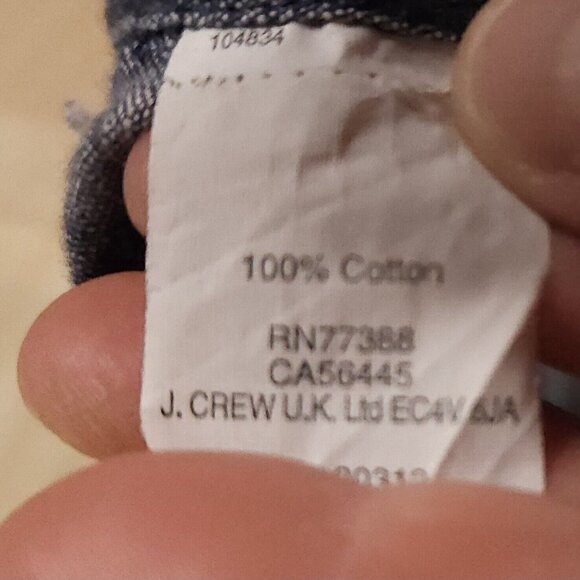 104834
100% Cotton
RN77388
CA56445
J. CREW U.K. Ltd EC4V